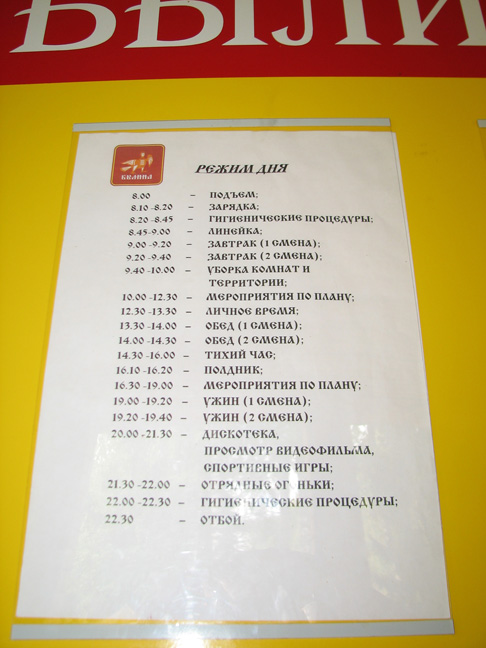 БЫЛИ
БЫЛИНА
РЕЖИМ ДНЯ
8.00 – ПОДЪЕМ;
8.10 -8.20 – ЗАРЯДКА;
8.20 -8.45 – ГИГИЕНИЧЕСКИЕ ПРОЦЕДУРЫ;
8.45-9.00 – ЛИНЕЙКА;
9.00 -9.20 – ЗАВТРАК (1 СМЕНА);
9.20 -9.40 – ЗАВТРАК (2 СМЕНА);
9.40 -10.00 – УБОРКА КОМНАТ И
ТЕРРИТОРИИ;
10.00 -12.30 – МЕРОПРИЯТИЯ ПО ПЛАНУ;
12.30 -13.30 – ЛИЧНОЕ ВРЕМЯ;
13.30 -14.00 – ОБЕД (1 СМЕНА);
14.00 -14.30 – ОБЕД (2 СМЕНА);
14.30 -16.00 – ТИХИЙ ЧАС;
16.10 -16.20 – ПОЛДНИК;
16.30 -19.00 – МЕРОПРИЯТИЯ ПО ПЛАНУ;
19.00 -19.20 – УЖИН (1 СМЕНА);
19.20 -19.40 – УЖИН (2 СМЕНА);
20.00 -21.30 – ДИСКОТЕКА,
ПРОСМОТР ВИДЕОФИЛЬМА,
СПОРТИВНЫЕ ИГРЫ;
21.30 -22.00 – ОТРЯДНЫЕ ОГОНЬКИ;
22.00 -22.30 – ГИГИЕНИЧЕСКИЕ ПРОЦЕДУРЫ;
22.30 – ОТБОЙ.